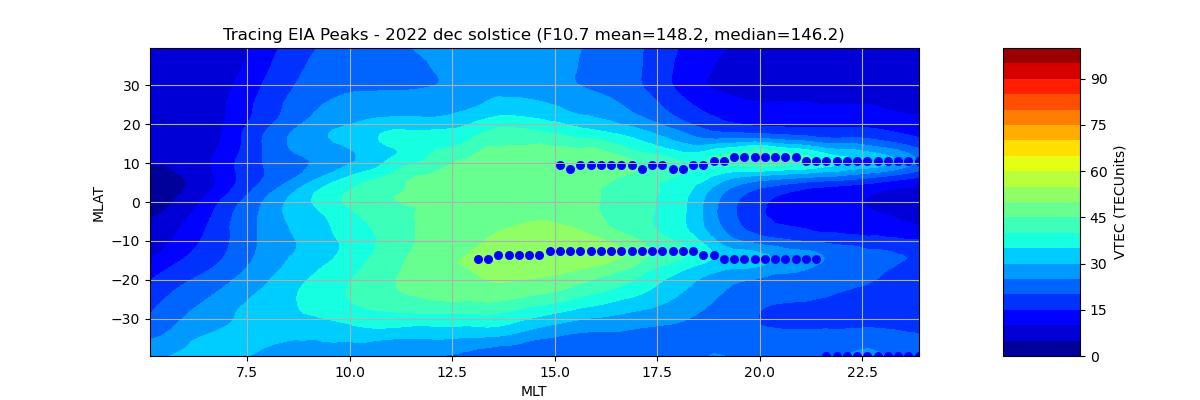 Tracing EIA Peaks - 2022 dec solstice (F10.7 mean=148.2, median=146.2)
30
20
10
0
−10
−20
−30
MLAT
7.5 10.0 12.5 15.0 17.5 20.0 22.5
MLT
90
75
60
45
30
15
0
VTEC (TECUnits)